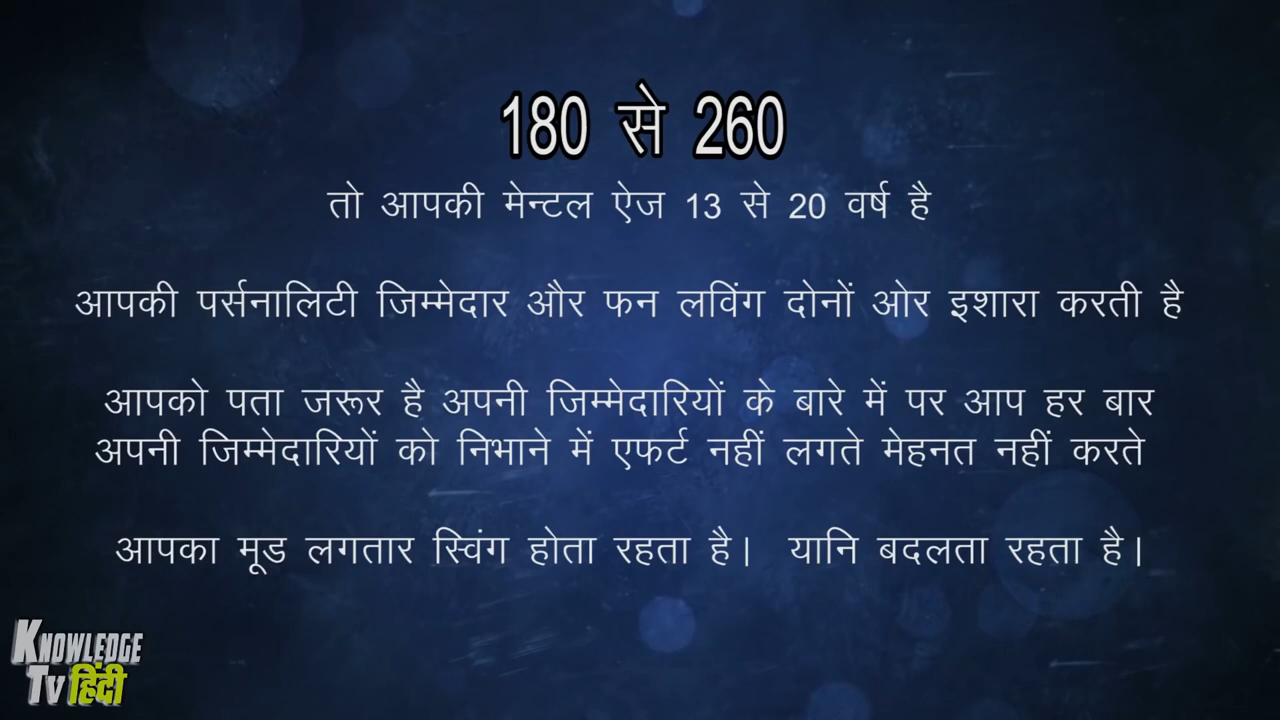 180 से 260
तो आपकी मेन्टल ऐज 13 से 20 वर्ष है
आपकी पर्सनालिटी जिम्मेदार और फन लविंग दोनों ओर इशारा करती है
आपको पता जरूर है अपनी जिम्मेदारियों के बारे में पर आप हर बार
अपनी जिम्मेदारियों को निभाने में एफर्ट नहीं लगते मेहनत नहीं करते
आपका मूड लगतार स्विंग होता रहता है। यानि बदलता रहता है।
KNOWLEDGE
TV हिंदी